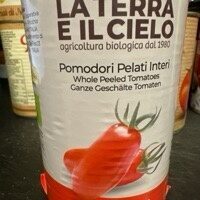 LA TERRA
E IL CIELO
agricoltura biologica dal 1980
Pomodori Pelati Interi
Whole Peeled Tomatoes
Ganze Geschälte Tomaten